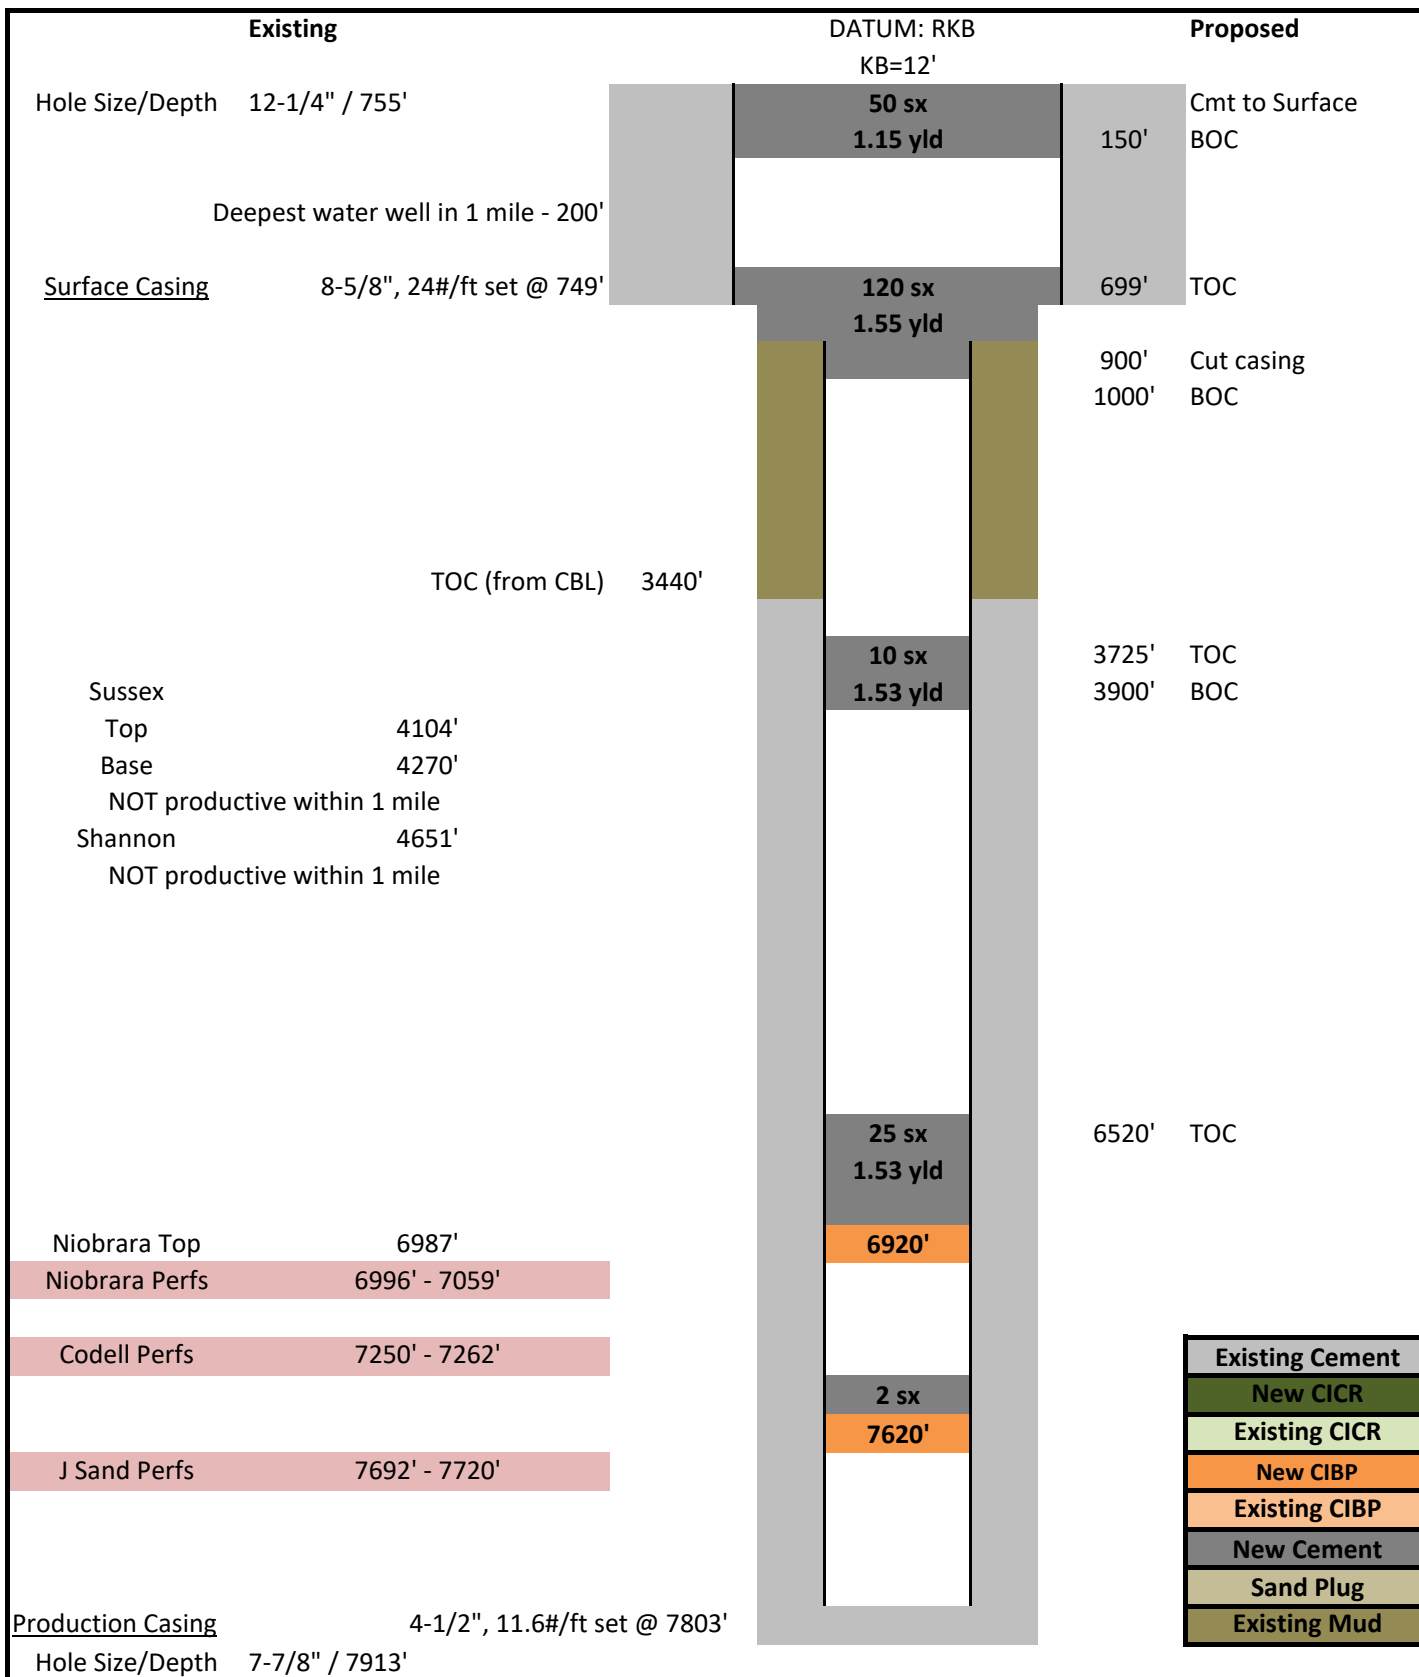 Existing DATUM: RKB Proposed
KB=12'
Hole Size/Depth 12-1/4" / 755' 50 sx Cmt to Surface
1.15 yld 150' BOC
Deepest water well in 1 mile - 200'
Surface Casing 8-5/8", 24#/ft set @ 749' 120 sx 699' TOC
1.55 yld
900' Cut casing
1000' BOC
TOC (from CBL) 3440'
10 sx 3725' TOC
Sussex 1.53 yld 3900' BOC
Top 4104'
Base 4270'
NOT productive within 1 mile
Shannon 4651'
NOT productive within 1 mile
25 sx 6520' TOC
1.53 yld
Niobrara Top 6987' 6920'
Niobrara Perfs 6996' - 7059'
Codell Perfs 7250' - 7262' Existing Cement
2 sx New CICR
7620' Existing CICR
J Sand Perfs 7692' - 7720' New CIBP
Existing CIBP
New Cement
Sand Plug
Production Casing 4-1/2", 11.6#/ft set @ 7803' Existing Mud
Hole Size/Depth 7-7/8" / 7913'